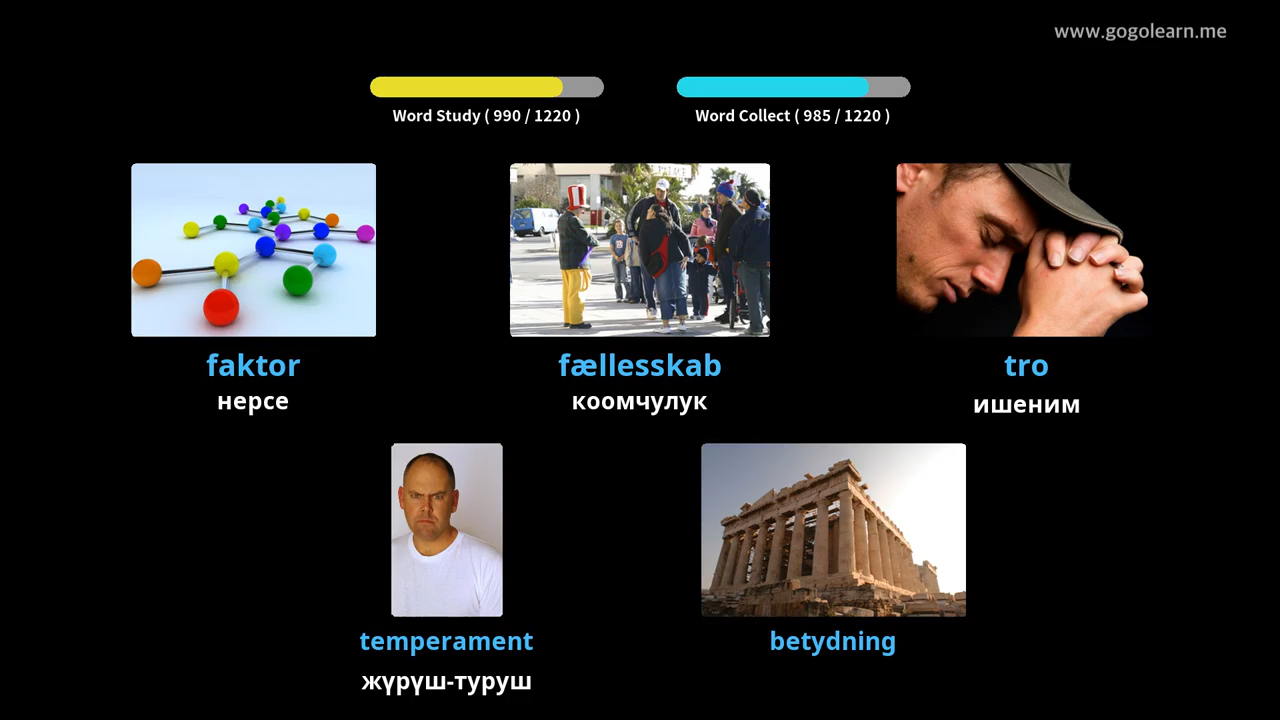 www.gogolearn.me
Word Study ( 990 / 1220 )
Word Collect ( 985 / 1220 )
faktor
нерсе
fællesskab
коомчулук
tro
ишеним
temperament
жүрүш-туруш
betydning